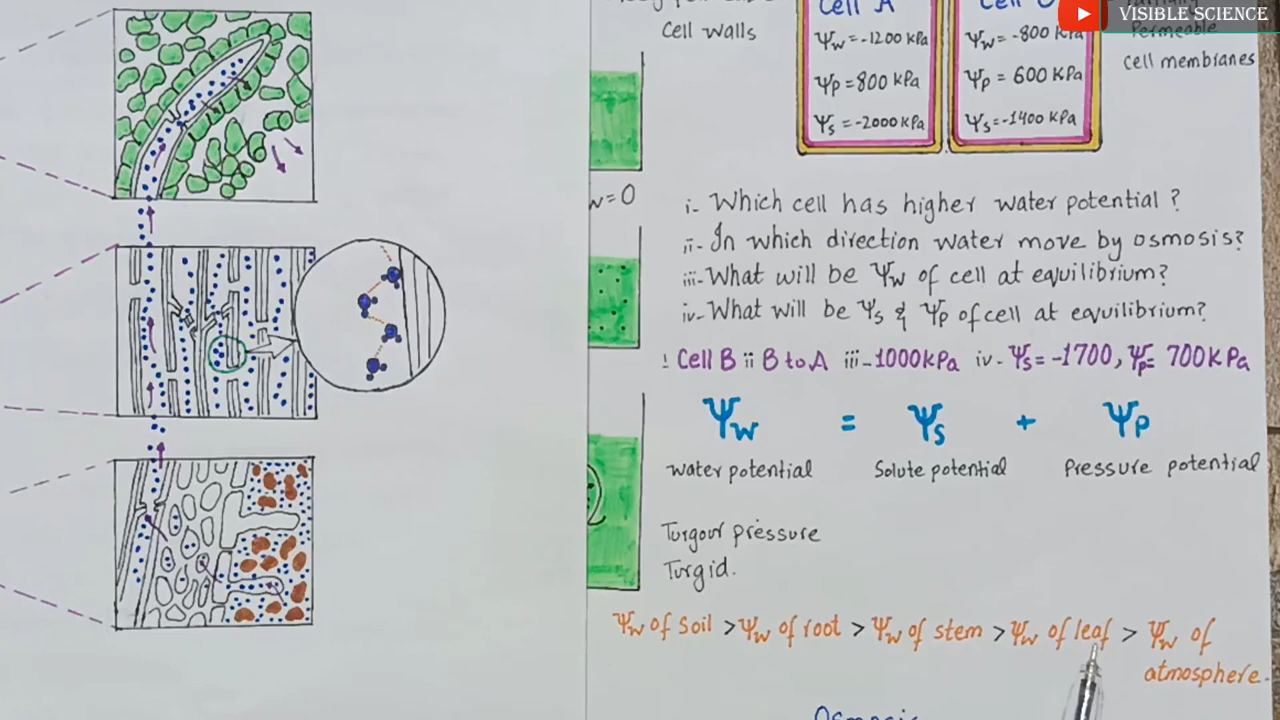 VISIBLE SCIENCE
Cell walls
Cell A
Ψw = -1200 kPa
Ψp = 800 kPa
Ψs = -2000 kPa
Cell
Ψw = -800 kPa
Ψp = 600 kPa
Ψs = -1400 kPa
Permeable
cell membranes
w = 0
i- Which cell has higher water potential ?
ii- In which direction water move by osmosis?
iii- What will be Ψw of cell at equilibrium?
iv- What will be Ψs & Ψp of cell at equilibrium?
Cell B ii B to A iii - 1000 kPa iv - Ψs = -1700, Ψp = 700 KPa
Ψw = Ψs + Ψp
water potential Solute potential Pressure potential
Turgour pressure
Turgid.
Ψw of soil > Ψw of root > Ψw of stem > Ψw of leaf > Ψw of
atmosphere.
Osmosis